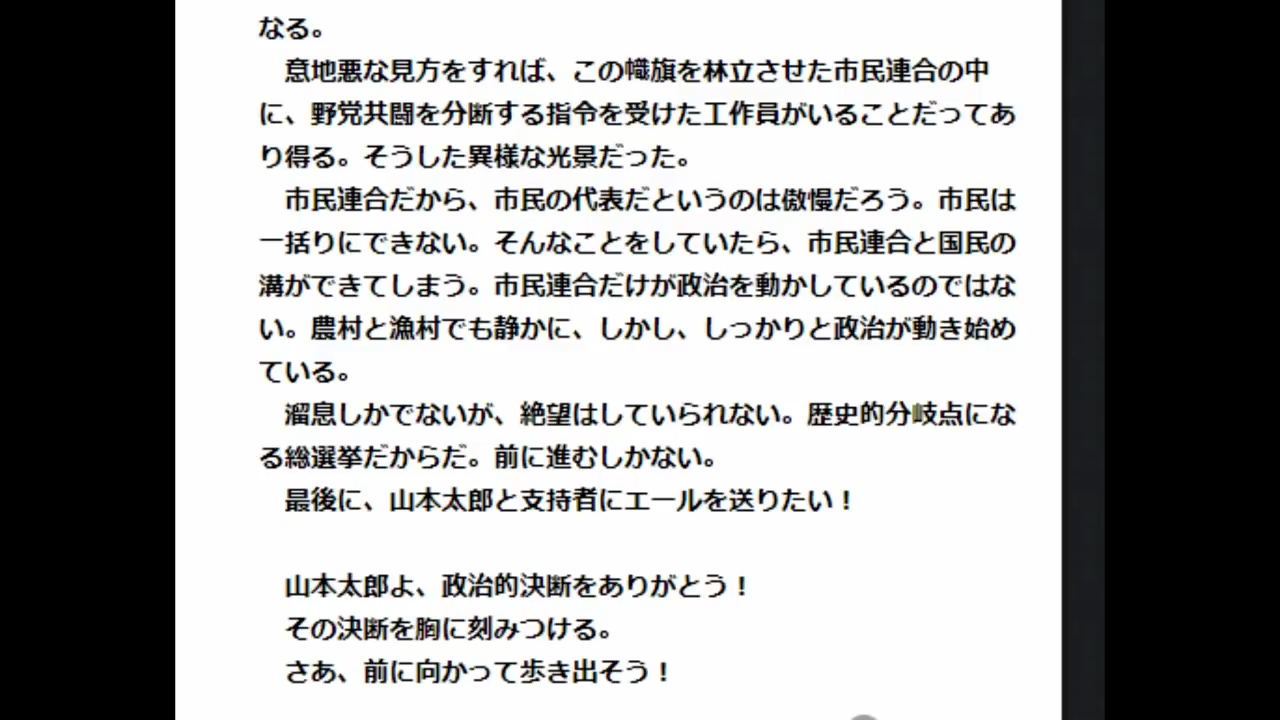 なる。
意地悪な見方をすれば、この幟旗を林立させた市民連合の中
に、野党共闘を分断する指令を受けた工作員がいることだってあ
り得る。そうした異様な光景だった。
市民連合だから、市民の代表だというのは傲慢だろう。市民は
一括りにできない。そんなことをしていたら、市民連合と国民の
溝ができてしまう。市民連合だけが政治を動かしているのではな
い。農村と漁村でも静かに、しかし、しっかりと政治が動き始め
ている。
溜息しかでないが、絶望はしていられない。歴史的分岐点にな
る総選挙だからだ。前に進むしかない。
最後に、山本太郎と支持者にエールを送りたい！
山本太郎よ、政治的決断をありがとう！
その決断を胸に刻みつける。
さあ、前に向かって歩き出そう！